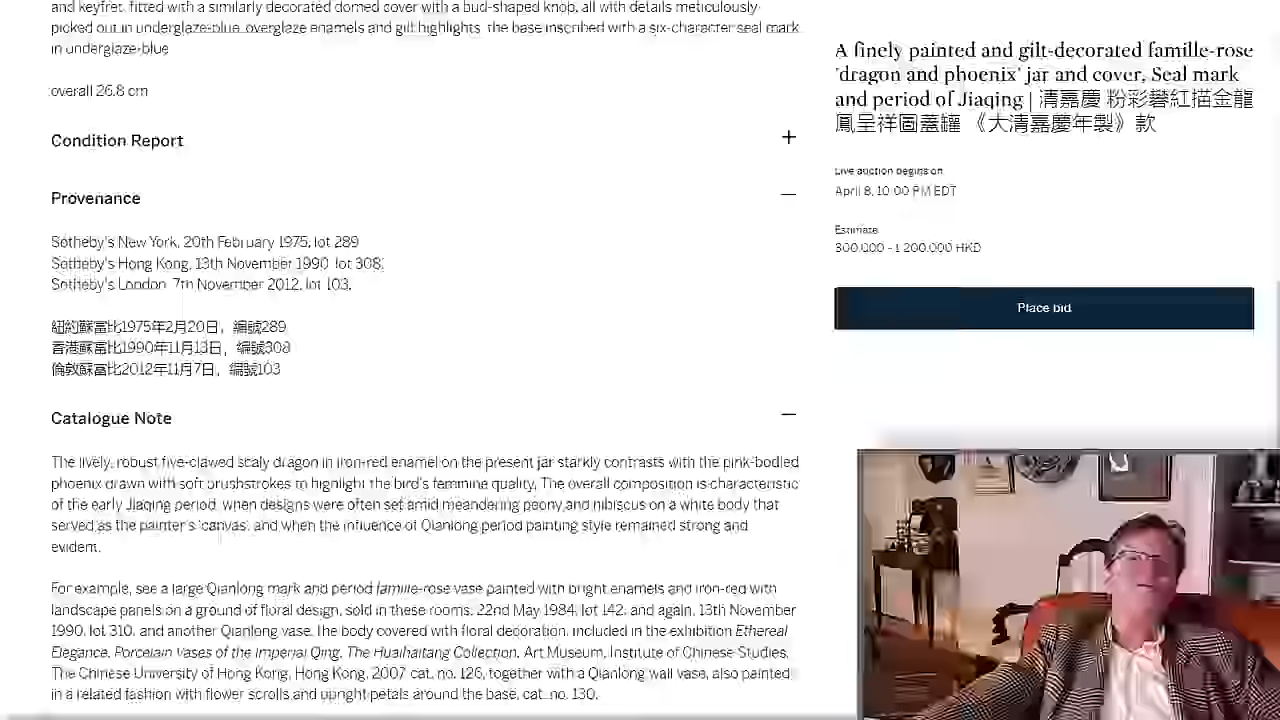 and keyfret, fitted with a similarly decorated domed cover with a bud-shaped knop, all with details meticulously
picked out in underglaze-blue, overglaze enamels and gilt highlights, the base inscribed with a six-character seal mark
in underglaze-blue
overall 26.8 cm
Condition Report
Provenance
Sotheby's New York, 20th February 1975, lot 289
Sotheby's Hong Kong, 13th November 1990, lot 308.
Sotheby's London, 7th November 2012, lot 103.
紐約蘇富比1975年2月20日，編號289
香港蘇富比1990年11月13日，編號308
倫敦蘇富比2012年11月7日，編號103
Catalogue Note
The lively, robust five-clawed scaly dragon in iron-red enamel on the present jar starkly contrasts with the pink-bodied
phoenix drawn with soft brushstrokes to highlight the bird's feminine quality. The overall composition is characteristic
of the early Jiaqing period, when designs were often set amid meandering peony and hibiscus on a white body that
served as the painter's 'canvas', and when the influence of Qianlong period painting style remained strong and
evident.
For example, see a large Qianlong mark and period famille-rose vase painted with bright enamels and iron-red with
landscape panels on a ground of floral design, sold in these rooms, 22nd May 1984, lot 142, and again, 13th November
1990, lot 310, and another Qianlong vase, the body covered with floral decoration, included in the exhibition Ethereal
Elegance, Porcelain Vases of the Imperial Qing, The Huaihaitang Collection, Art Museum, Institute of Chinese Studies,
The Chinese University of Hong Kong, Hong Kong, 2007 cat. no. 126, together with a Qianlong wall vase, also painted
in a related fashion with flower scrolls and upright petals around the base, cat. no. 130.
A finely painted and gilt-decorated famille-rose
'dragon and phoenix' jar and cover, Seal mark
and period of Jiaqing | 清嘉慶 粉彩礬紅描金龍
鳳呈祥圖蓋罐 《大清嘉慶年製》款
Live auction begins on
April 8, 10:00 PM EDT
Estimate
800,000 - 1,200,000 HKD
Place bid